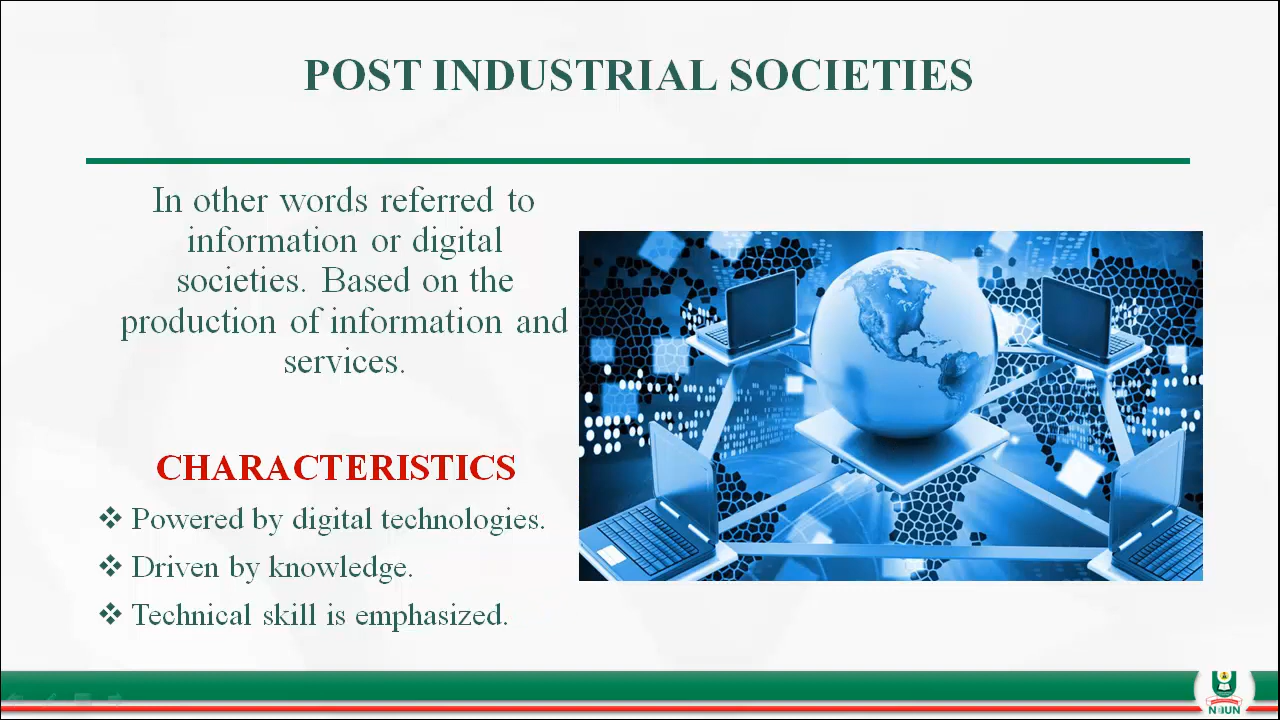 POST INDUSTRIAL SOCIETIES
In other words referred to
information or digital
societies. Based on the
production of information and
services.
CHARACTERISTICS
❖ Powered by digital technologies.
❖ Driven by knowledge.
❖ Technical skill is emphasized.
NOUN